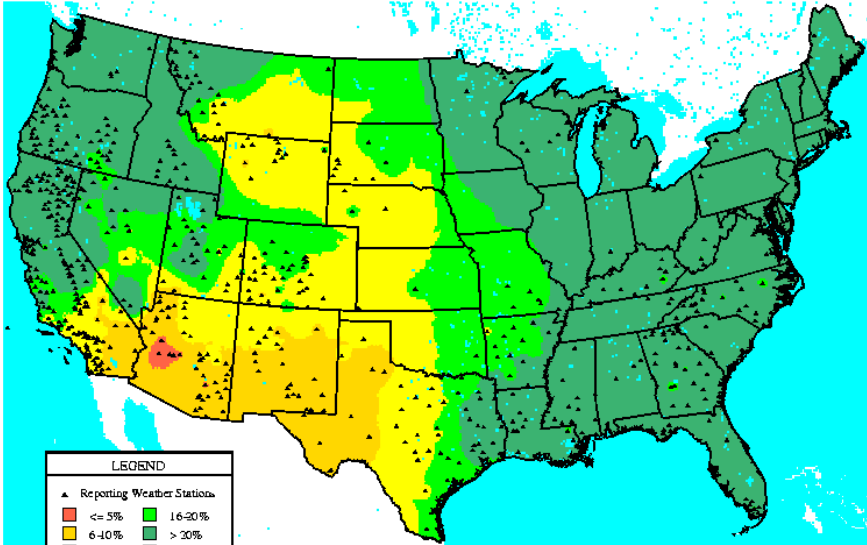 LEGEND
Reporting Weather Stations
<= 5% 16-20%
6-10% > 20%